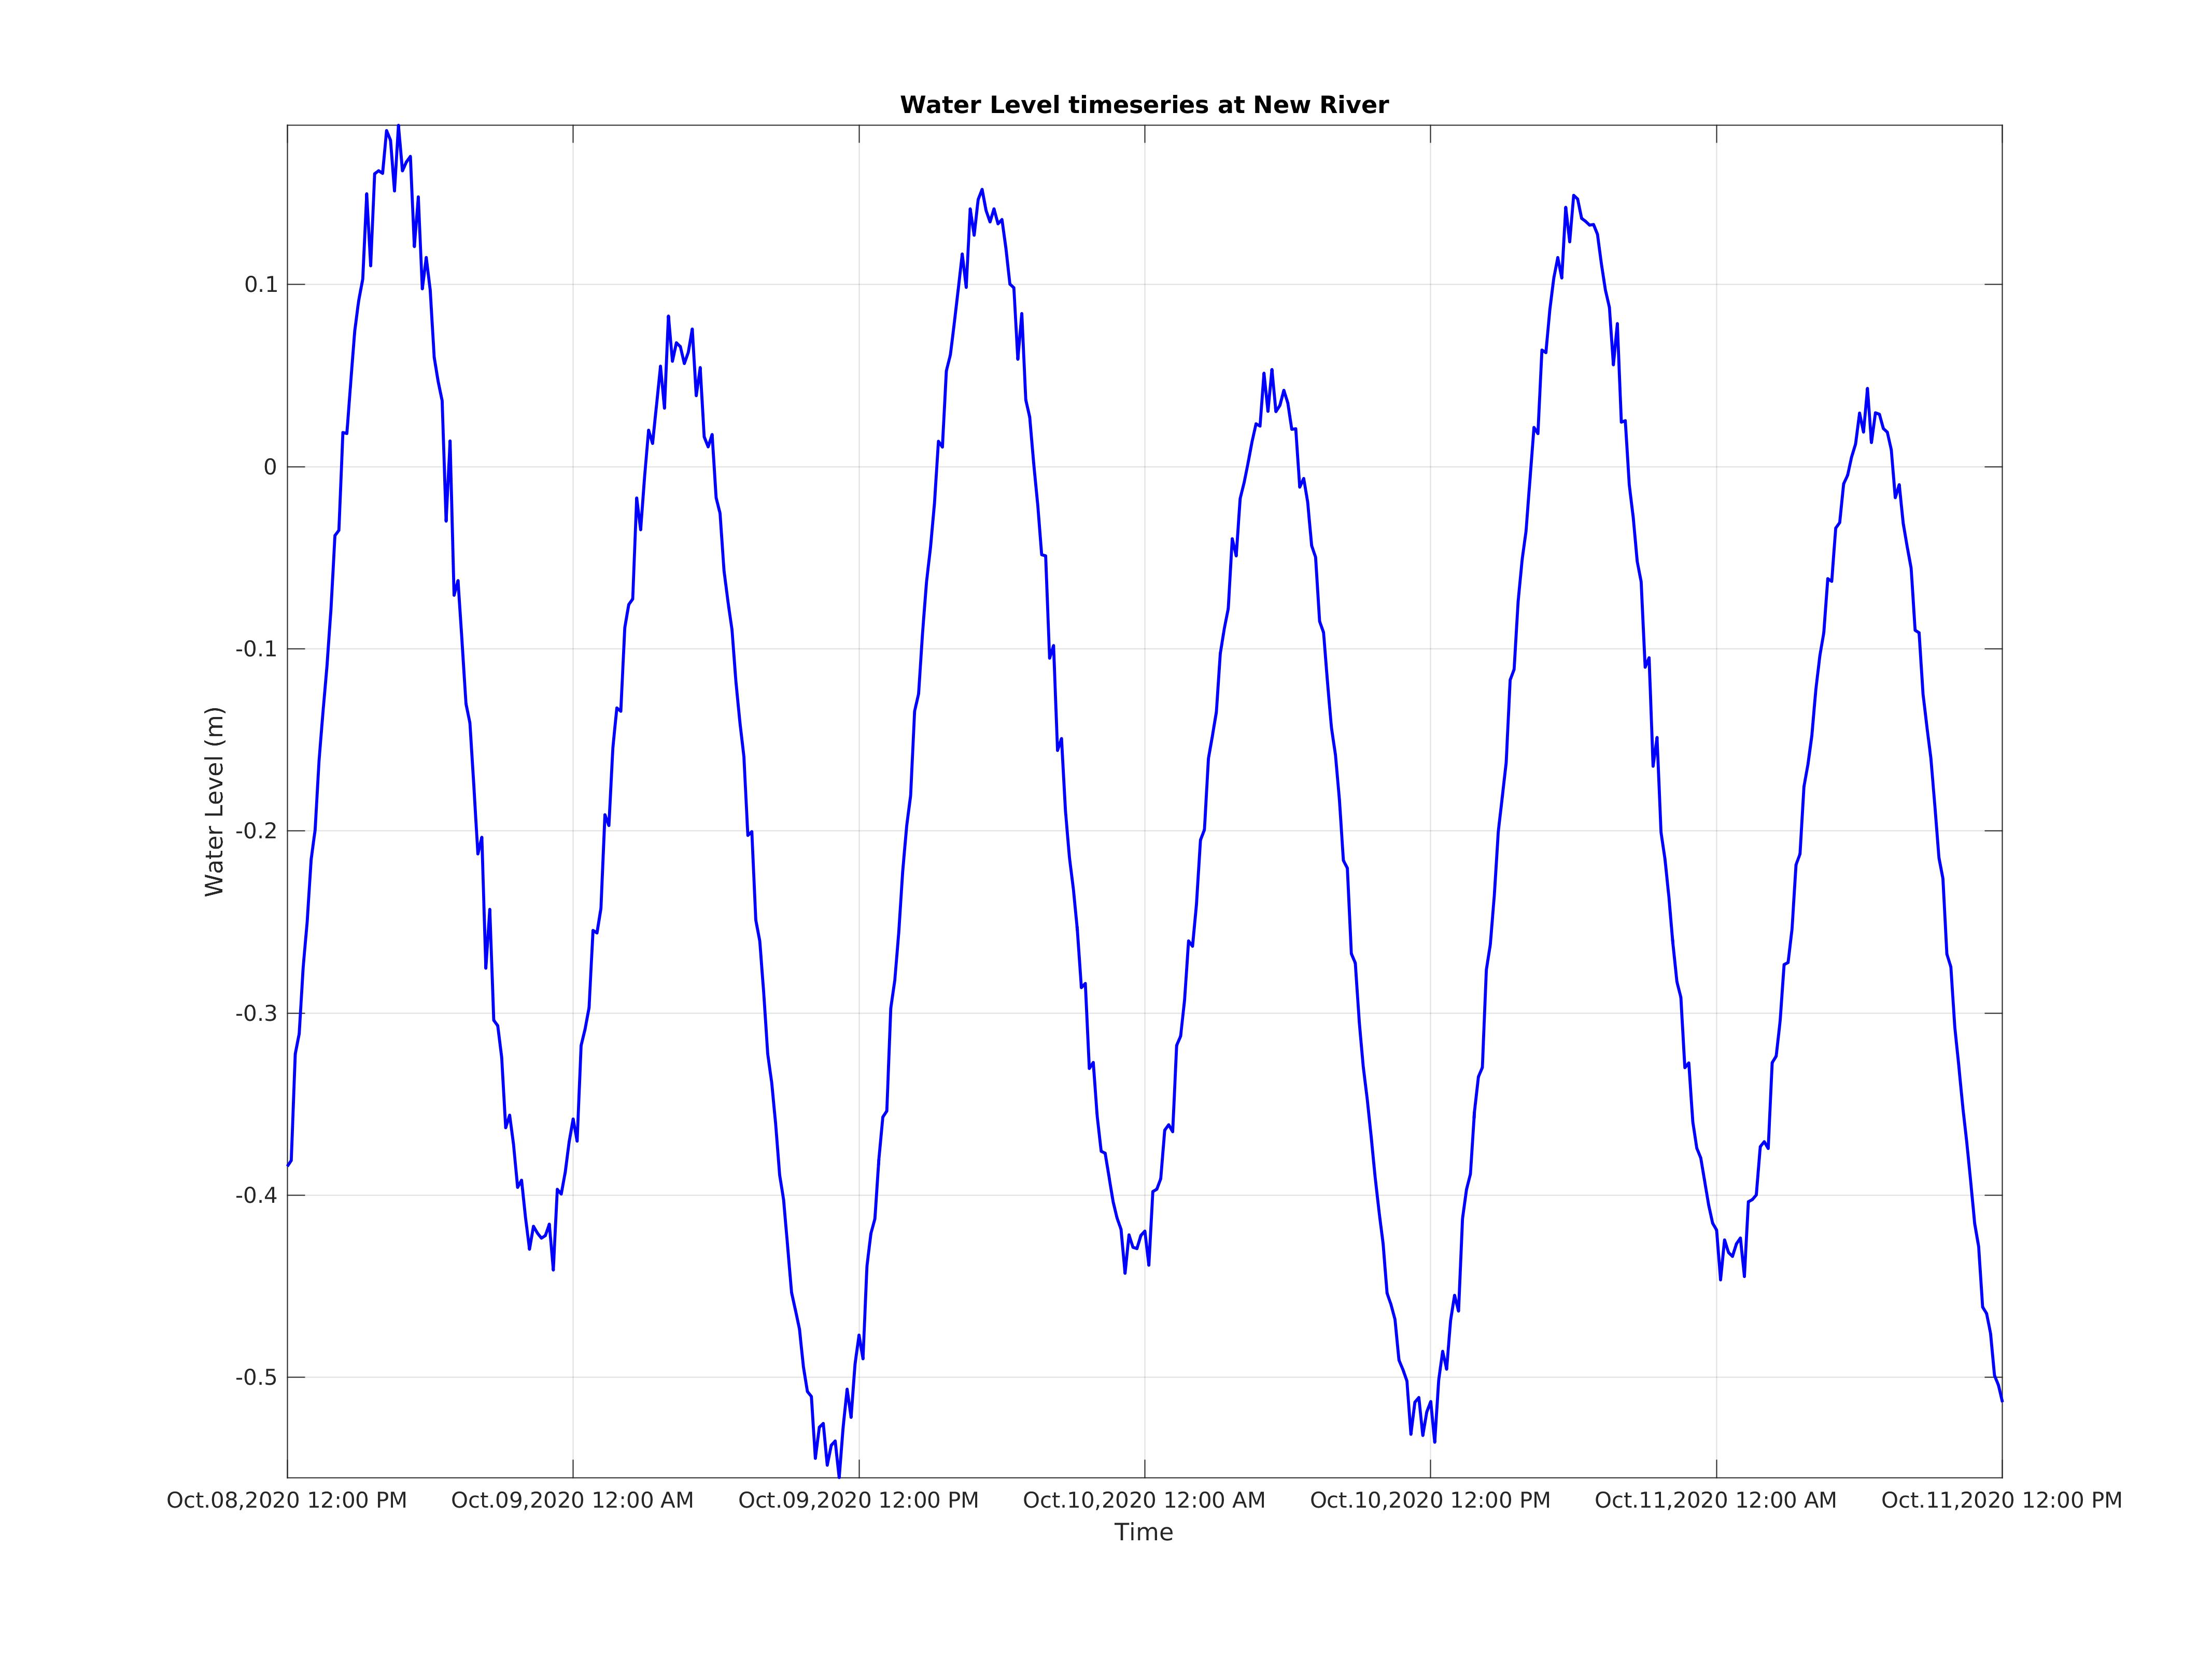 Water Level timeseries at New River
0.1
0
-0.1
-0.2
-0.3
-0.4
-0.5
Water Level (m)
Oct.08,2020 12:00 PM Oct.09,2020 12:00 AM Oct.09,2020 12:00 PM Oct.10,2020 12:00 AM Oct.10,2020 12:00 PM Oct.11,2020 12:00 AM Oct.11,2020 12:00 PM
Time